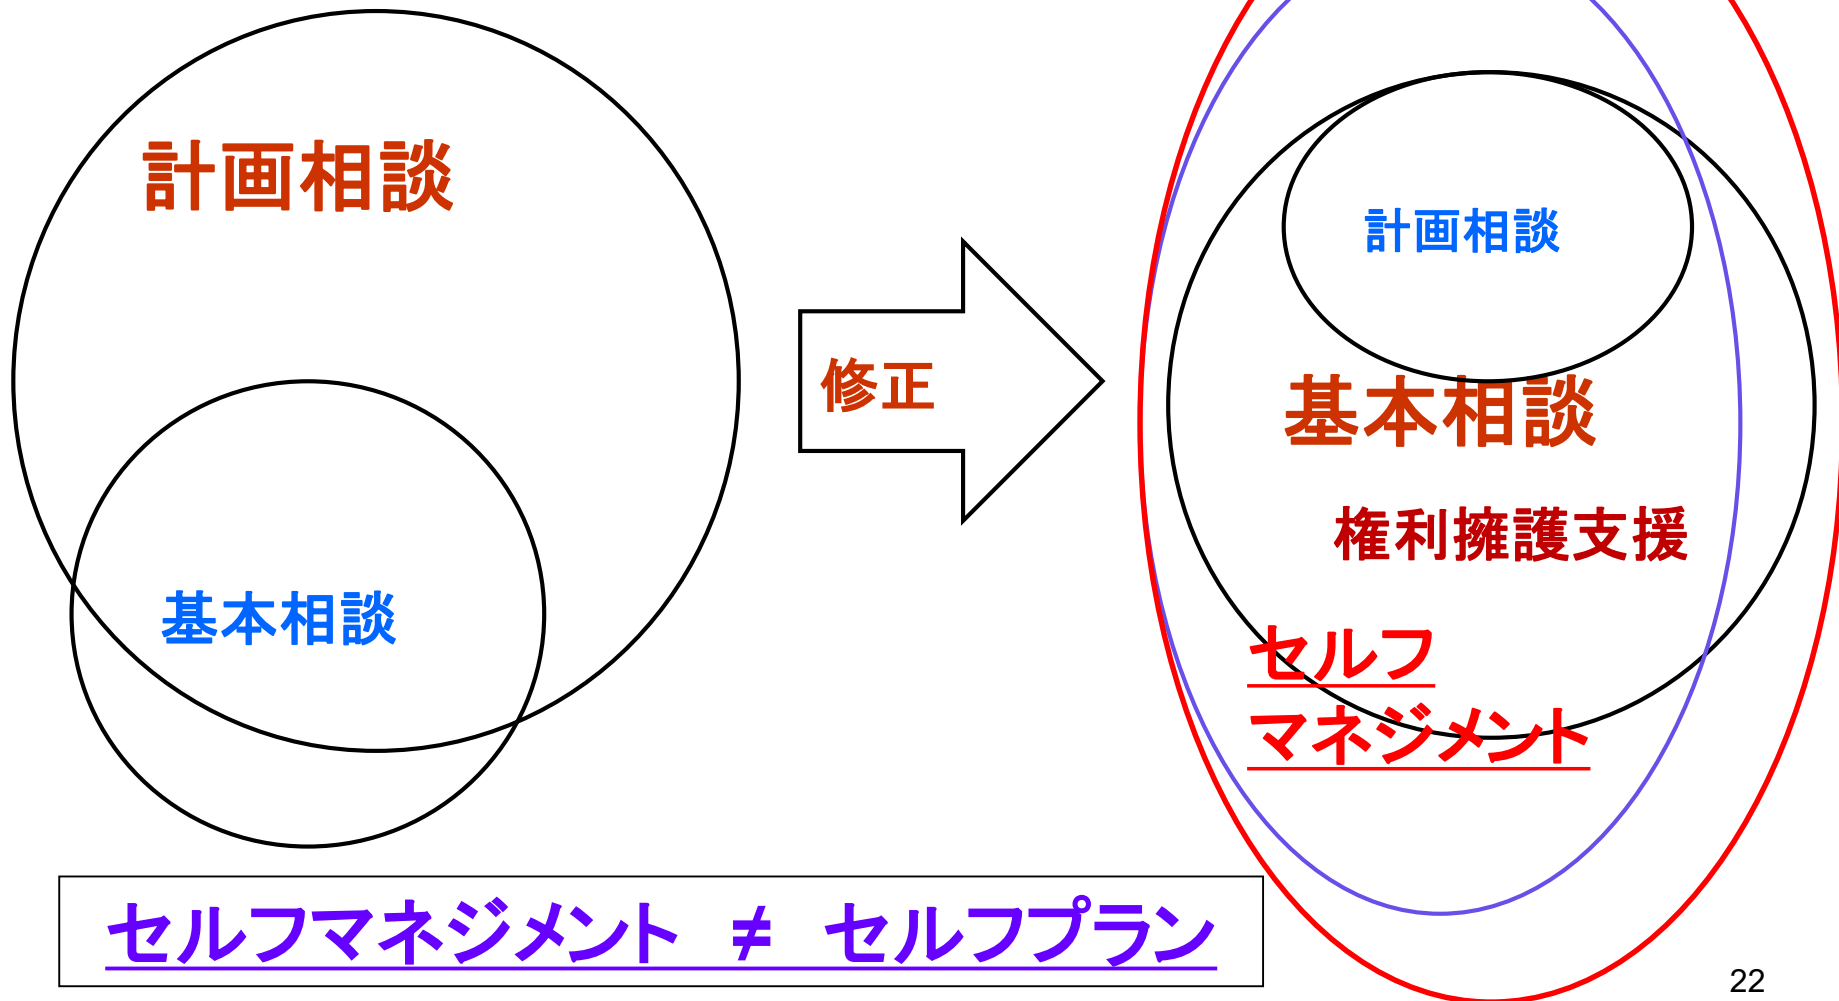 計画相談
基本相談
修正
計画相談
基本相談
権利擁護支援
セルフ
マネジメント
セルフマネジメント ≠ セルフプラン
22